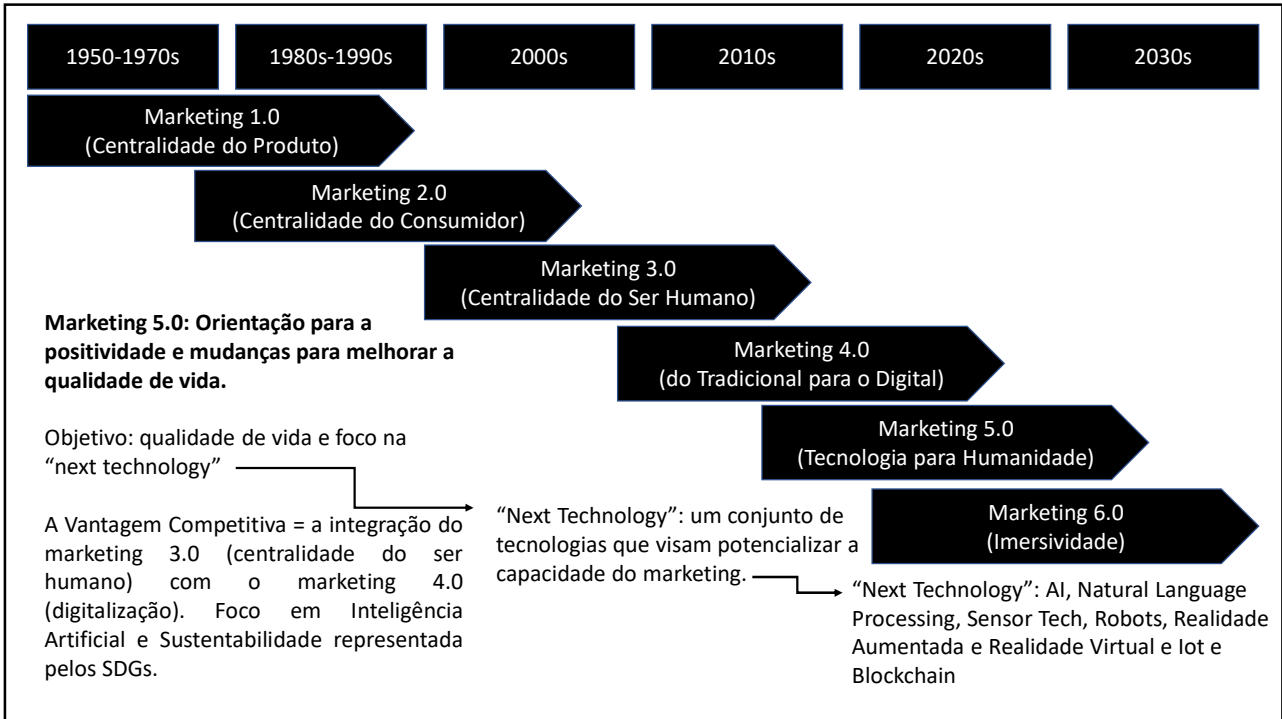 1950-1970s
1980s-1990s
2000s
2010s
2020s
2030s
Marketing 1.0
(Centralidade do Produto)
Marketing 2.0
(Centralidade do Consumidor)
Marketing 3.0
(Centralidade do Ser Humano)
Marketing 4.0
(do Tradicional para o Digital)
Marketing 5.0
(Tecnologia para Humanidade)
Marketing 6.0
(Imersividade)
Marketing 5.0: Orientação para a
positividade e mudanças para melhorar a
qualidade de vida.
Objetivo: qualidade de vida e foco na
“next technology”
A Vantagem Competitiva = a integração do
marketing 3.0 (centralidade do ser
humano) com o marketing 4.0
(digitalização). Foco em Inteligência
Artificial e Sustentabilidade representada
pelos SDGs.
“Next Technology”: um conjunto de
tecnologias que visam potencializar a
capacidade do marketing.
“Next Technology”: AI, Natural Language
Processing, Sensor Tech, Robots, Realidade
Aumentada e Realidade Virtual e Iot e
Blockchain